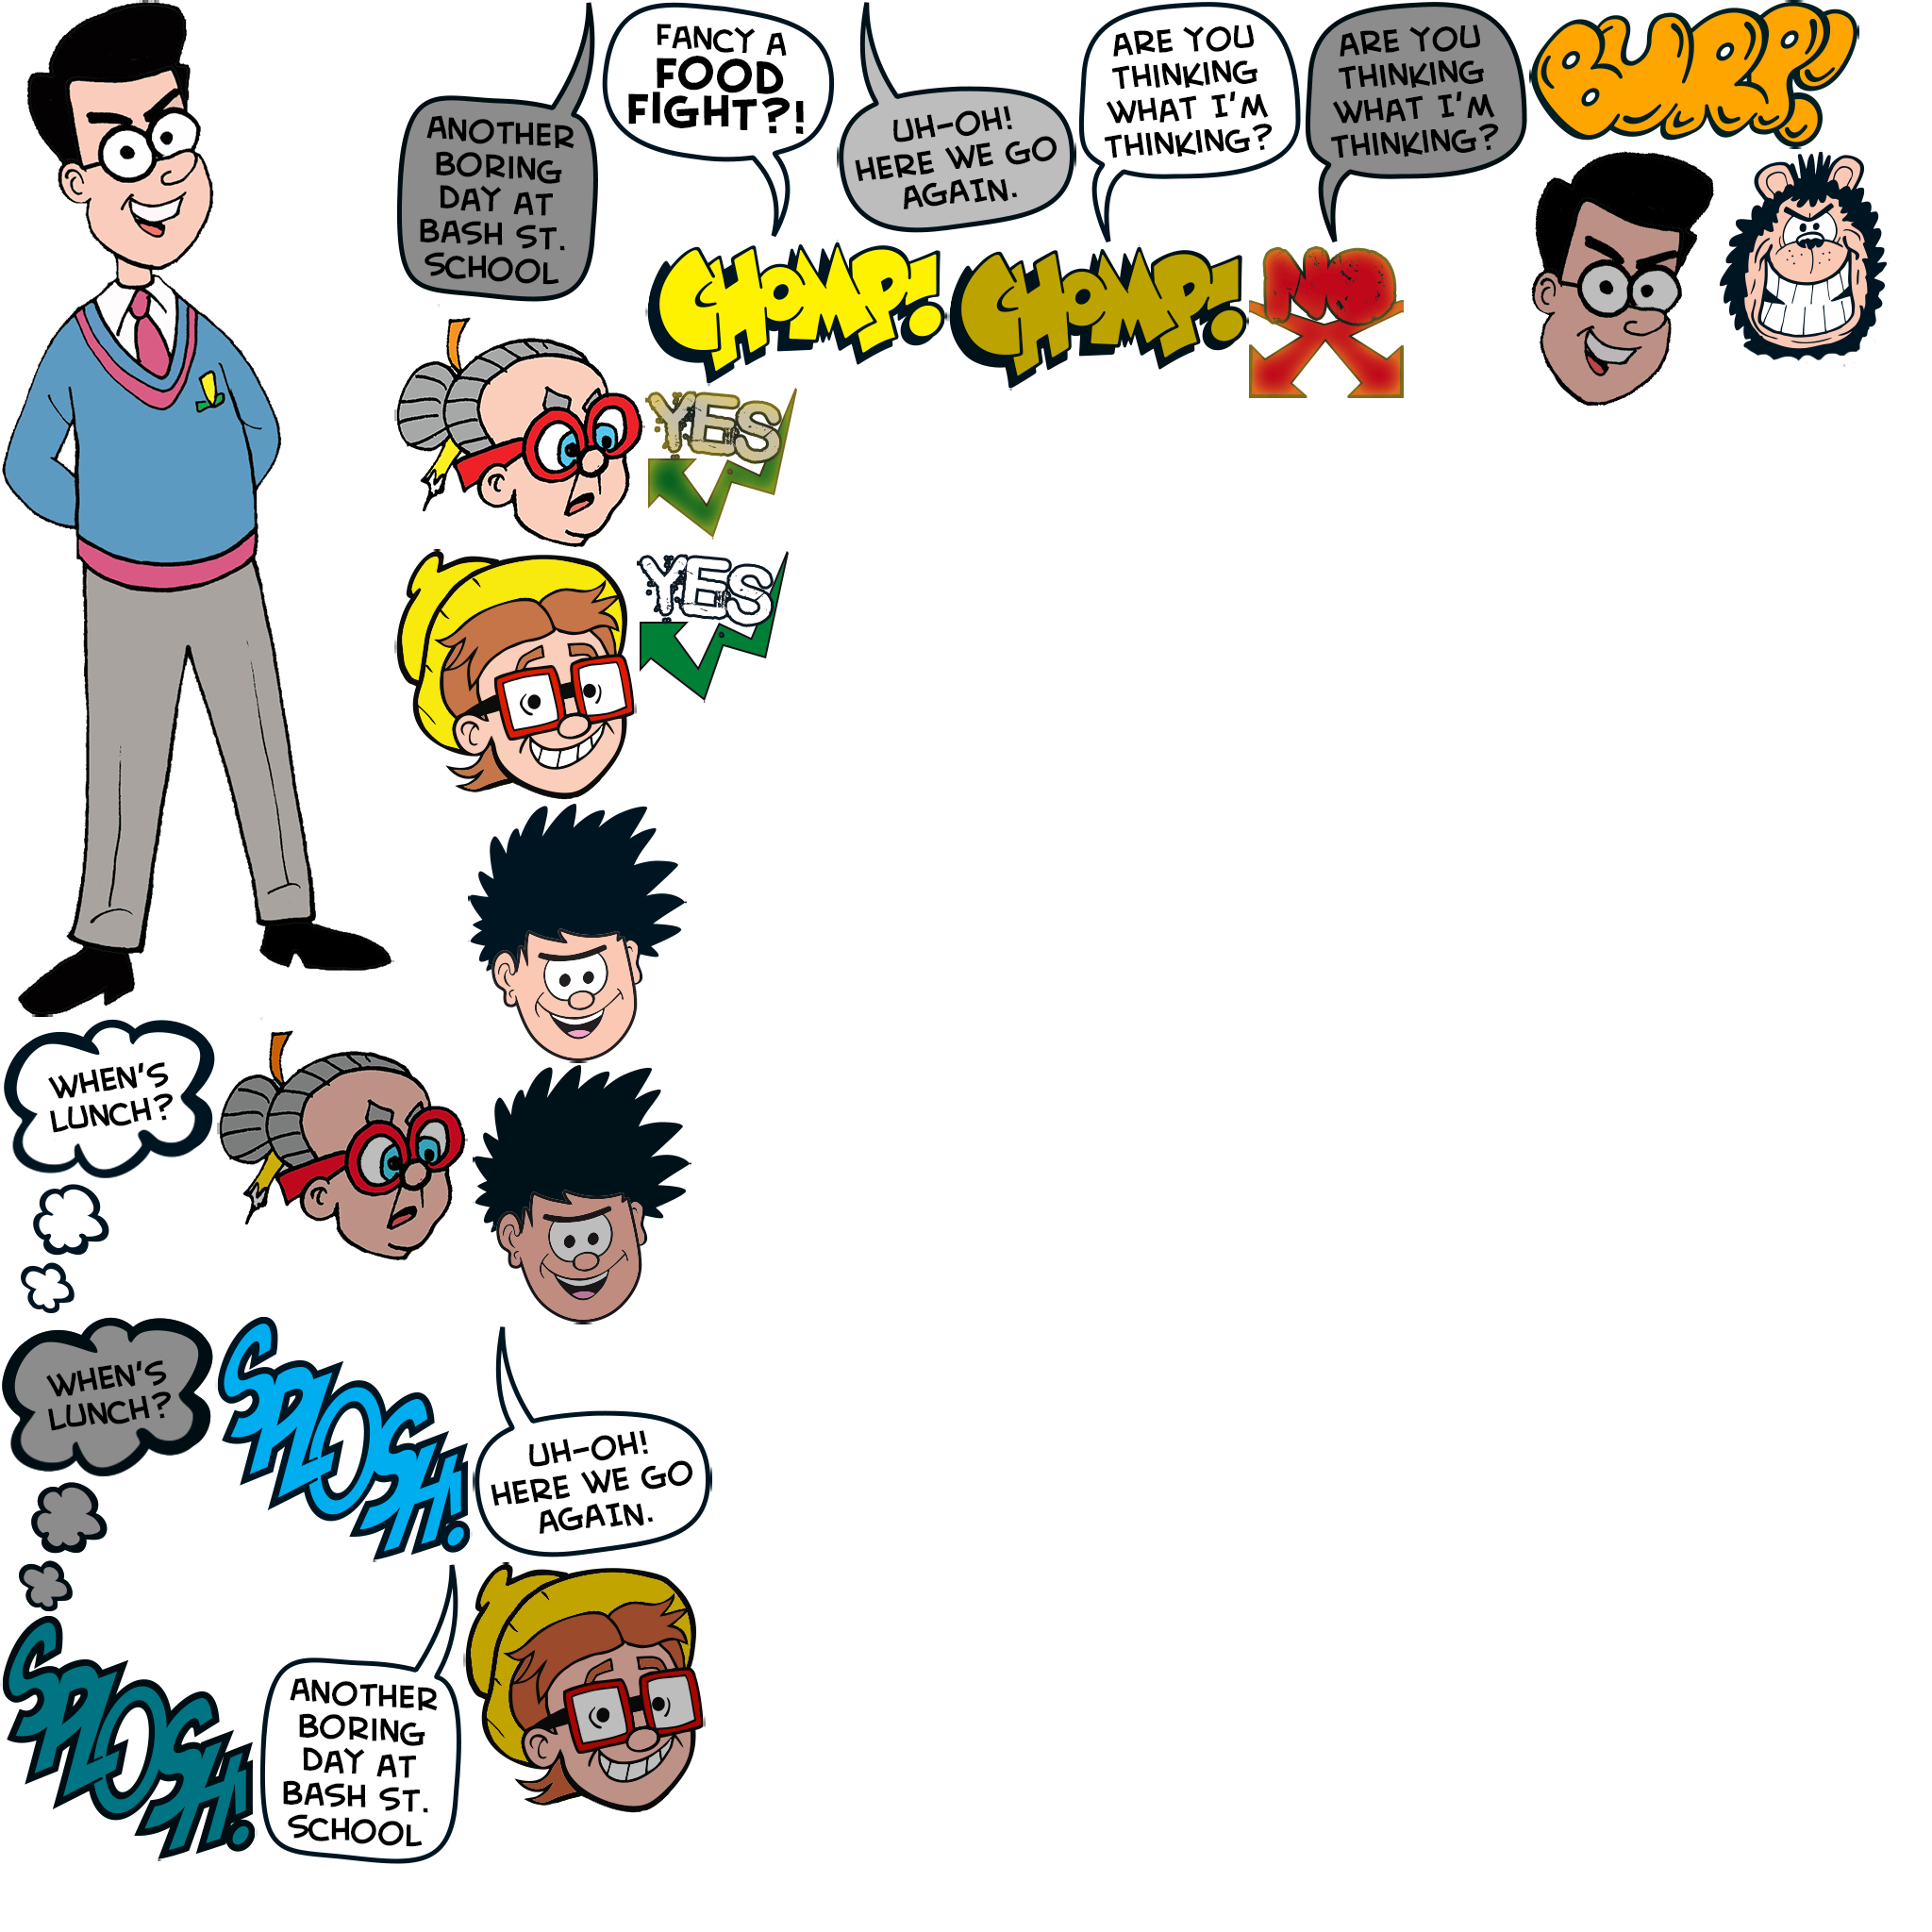 ANOTHER
BORING
DAY AT
BASH ST.
SCHOOL
FANCY A
FOOD
FIGHT?!
UH-OH!
HERE WE GO
AGAIN.
ARE YOU
THINKING
WHAT I'M
THINKING?
ARE YOU
THINKING
WHAT I'M
THINKING?
BURP!
CHOMP!
CHOMP!
NO
YES
YES
WHEN'S
LUNCH?
WHEN'S
LUNCH?
SPLOSH!
UH-OH!
HERE WE GO
AGAIN.
SPLOSH!
ANOTHER
BORING
DAY AT
BASH ST.
SCHOOL